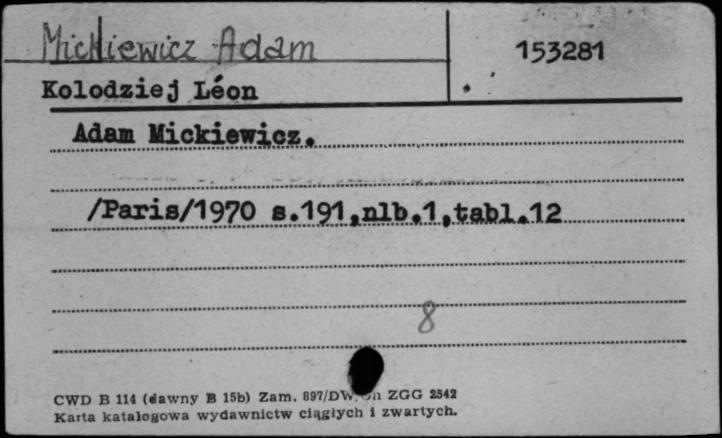 Mickiewicz Adam
153281
Kolodziej Léon
Adam Mickiewicz.
/Paris/1970 s.191,nlb.1,tabl.12
8
CWD B 114 (dawny B 15b) Zam. 897/DW. ZGG 2542
Karta katalogowa wydawnictw ciągłych i zwartych.